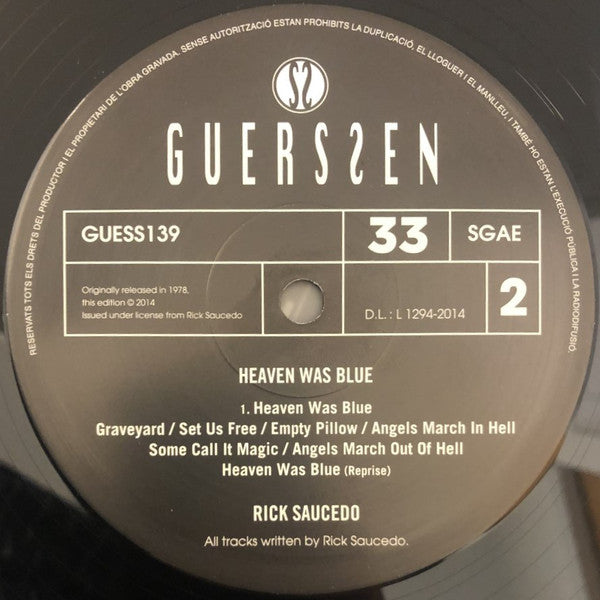 RESERVATS TOTS ELS DRETS DEL PRODUCTOR I EL PROPIETARI DE L'OBRA GRAVADA. SENSE AUTORITZACIÓ ESTAN PROHIBITS LA DUPLICACIÓ, EL LLOGUER I EL MANLLEU, I TAMBÉ HO ESTAN L'EXECUCIÓ PÚBLICA I LA RADIODIFUSIÓ.
GUERSSEN
GUESS139
33
SGAE
Originally released in 1978,
this edition © 2014
Issued under license from Rick Saucedo
D.L.: L 1294-2014
2
HEAVEN WAS BLUE
1. Heaven Was Blue
Graveyard / Set Us Free / Empty Pillow / Angels March In Hell
Some Call It Magic / Angels March Out Of Hell
Heaven Was Blue (Reprise)
RICK SAUCEDO
All tracks written by Rick Saucedo.